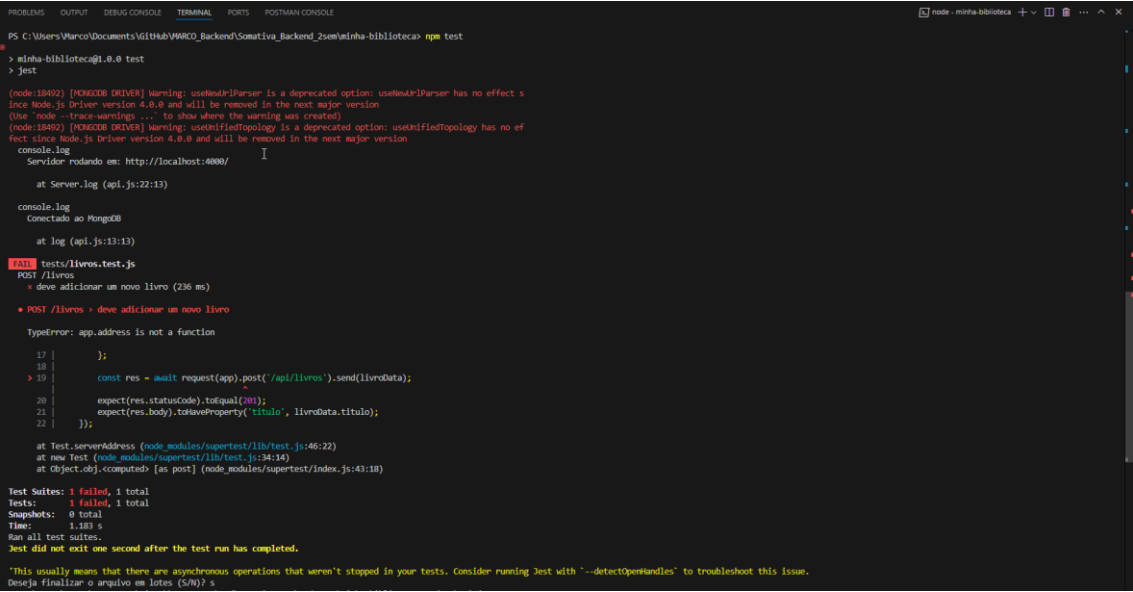 PROBLEMS OUTPUT DEBUG CONSOLE TERMINAL PORTS POSTMAN CONSOLE node - minha-biblioteca
PS C:\Users\Marco\Documents\GitHub\MARCO_Backend\Somativa_Backend_2sem\minha-biblioteca> npm test
> minha-biblioteca@1.0.0 test
> jest
(node:18492) [MONGODB DRIVER] Warning: useNewUrlParser is a deprecated option: useNewUrlParser has no effect s
ince Node.js Driver version 4.0.0 and will be removed in the next major version
(Use `node --trace-warnings ...` to show where the warning was created)
(node:18492) [MONGODB DRIVER] Warning: useUnifiedTopology is a deprecated option: useUnifiedTopology has no ef
fect since Node.js Driver version 4.0.0 and will be removed in the next major version
console.log
Servidor rodando em: http://localhost:4000/
at Server.log (api.js:22:13)
console.log
Conectado ao MongoDB
at log (api.js:13:13)
FAIL tests/livros.test.js
POST /livros
× deve adicionar um novo livro (236 ms)
● POST /livros › deve adicionar um novo livro
TypeError: app.address is not a function
17 | };
18 |
> 19 | const res = await request(app).post('/api/livros').send(livroData);
| ^
20 | expect(res.statusCode).toEqual(201);
21 | expect(res.body).toHaveProperty('titulo', livroData.titulo);
22 | });
at Test.serverAddress (node_modules/supertest/lib/test.js:46:22)
at new Test (node_modules/supertest/lib/test.js:34:14)
at Object.obj.<computed> [as post] (node_modules/supertest/index.js:43:18)
Test Suites: 1 failed, 1 total
Tests: 1 failed, 1 total
Snapshots: 0 total
Time: 1.183 s
Ran all test suites.
Jest did not exit one second after the test run has completed.
'This usually means that there are asynchronous operations that weren't stopped in your tests. Consider running Jest with `--detectOpenHandles` to troubleshoot this issue.
Deseja finalizar o arquivo em lotes (S/N)? s